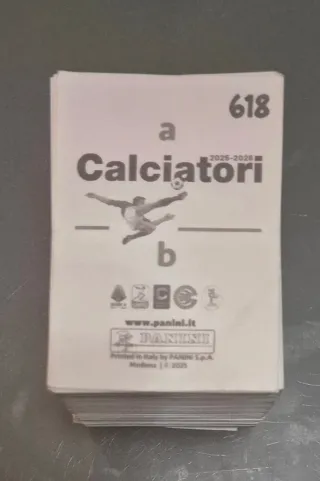 618
a
2025-2026
Calciatori
b
www.panini.it
PANINI
Printed in Italy by PANINI S.p.A.
Modena | © 2025